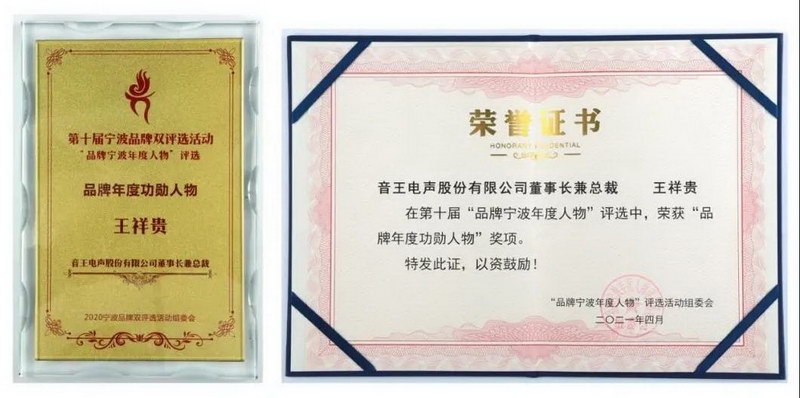 第十届宁波品牌双评选活动
“品牌宁波年度人物”评选
品牌年度功勋人物
王祥贵
音王电声股份有限公司董事长兼总裁
2020宁波品牌双评选活动组委会
荣誉证书
HONORARY CREDENTIAL
音王电声股份有限公司董事长兼总裁 王祥贵
在第十届“品牌宁波年度人物”评选中，荣获“品
牌年度功勋人物”奖项。
特发此证，以资鼓励！
“品牌宁波年度人物”评选活动组委会
二〇二一年四月